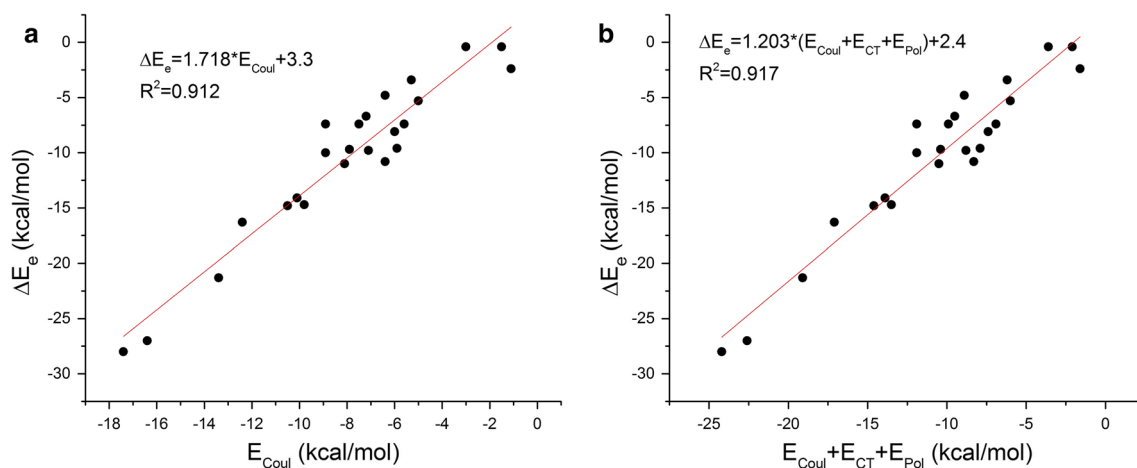 a
ΔEe=1.718*ECoul+3.3
R²=0.912
0
-5
-10
-15
-20
-25
-30
ΔEe (kcal/mol)
-18 -16 -14 -12 -10 -8 -6 -4 -2 0
ECoul (kcal/mol)
b
ΔEe=1.203*(ECoul+ECT+EPol)+2.4
R²=0.917
0
-5
-10
-15
-20
-25
-30
ΔEe (kcal/mol)
-25 -20 -15 -10 -5 0
ECoul+ECT+EPol (kcal/mol)